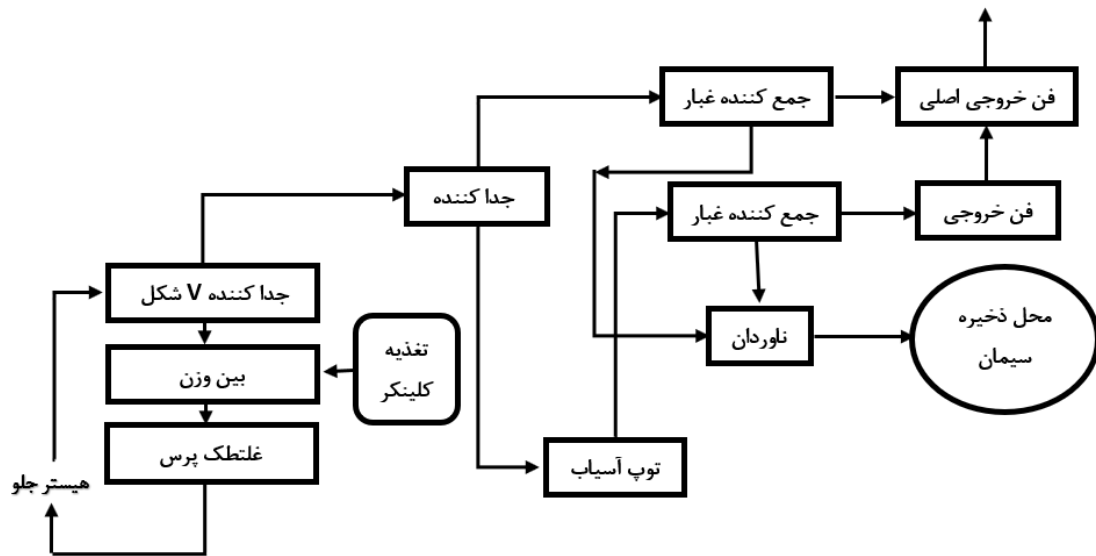 جمع کننده غبار
فن خروجی اصلی
جدا کننده
جمع کننده غبار
فن خروجی
جدا کننده V شکل
ناوردان
محل ذخیره
سیمان
بین وزن
تغذیه
کلینکر
غلتطک پرس
توپ آسیاب
هیستر جلو